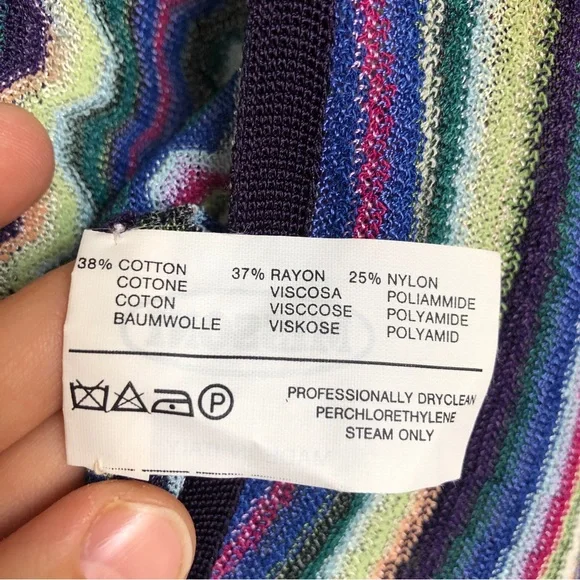 38% COTTON 37% RAYON 25% NYLON
COTONE VISCOSA POLIAMMIDE
COTON VISCCOSE POLYAMIDE
BAUMWOLLE VISKOSE POLYAMID
P
PROFESSIONALLY DRYCLEAN
PERCHLORETHYLENE
STEAM ONLY